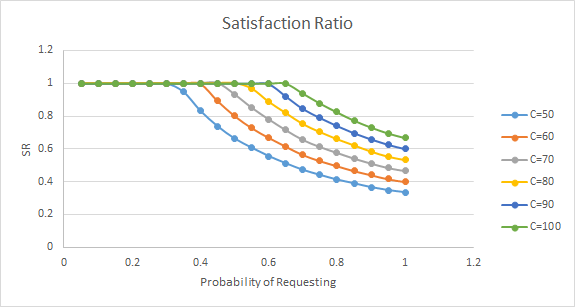 Satisfaction Ratio
1.2
1
0.8
0.6
0.4
0.2
0
SR
0 0.2 0.4 0.6 0.8 1 1.2
Probability of Requesting
C=50
C=60
C=70
C=80
C=90
C=100